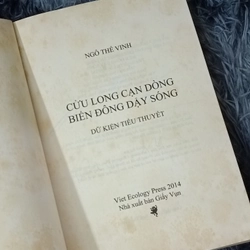 NGÔ THẾ VINH
CỬU LONG CẠN DÒNG
BIỂN ĐÔNG DẬY SÓNG
DỮ KIỆN TIỂU THUYẾT
Viet Ecology Press 2014
Nhà xuất bản Giấy Vụn